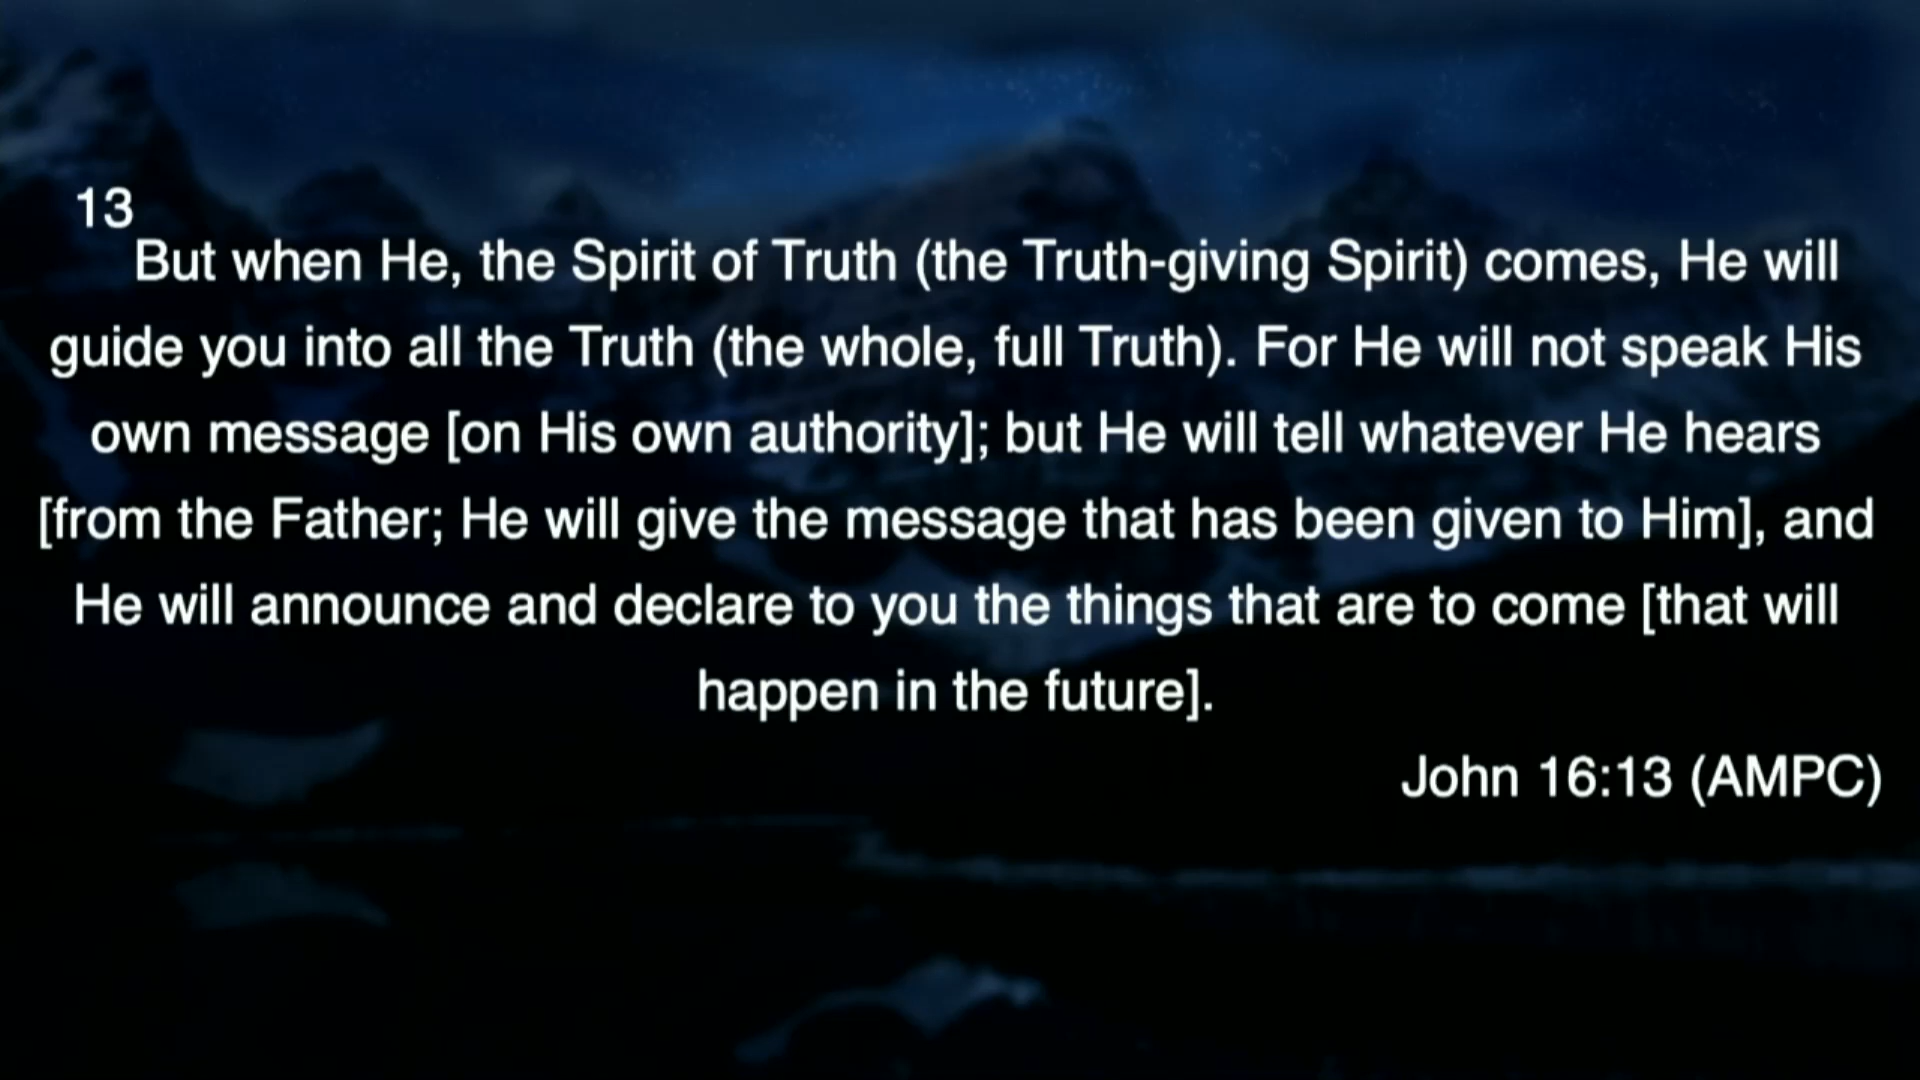 13
But when He, the Spirit of Truth (the Truth-giving Spirit) comes, He will
guide you into all the Truth (the whole, full Truth). For He will not speak His
own message [on His own authority]; but He will tell whatever He hears
[from the Father; He will give the message that has been given to Him], and
He will announce and declare to you the things that are to come [that will
happen in the future].
John 16:13 (AMPC)